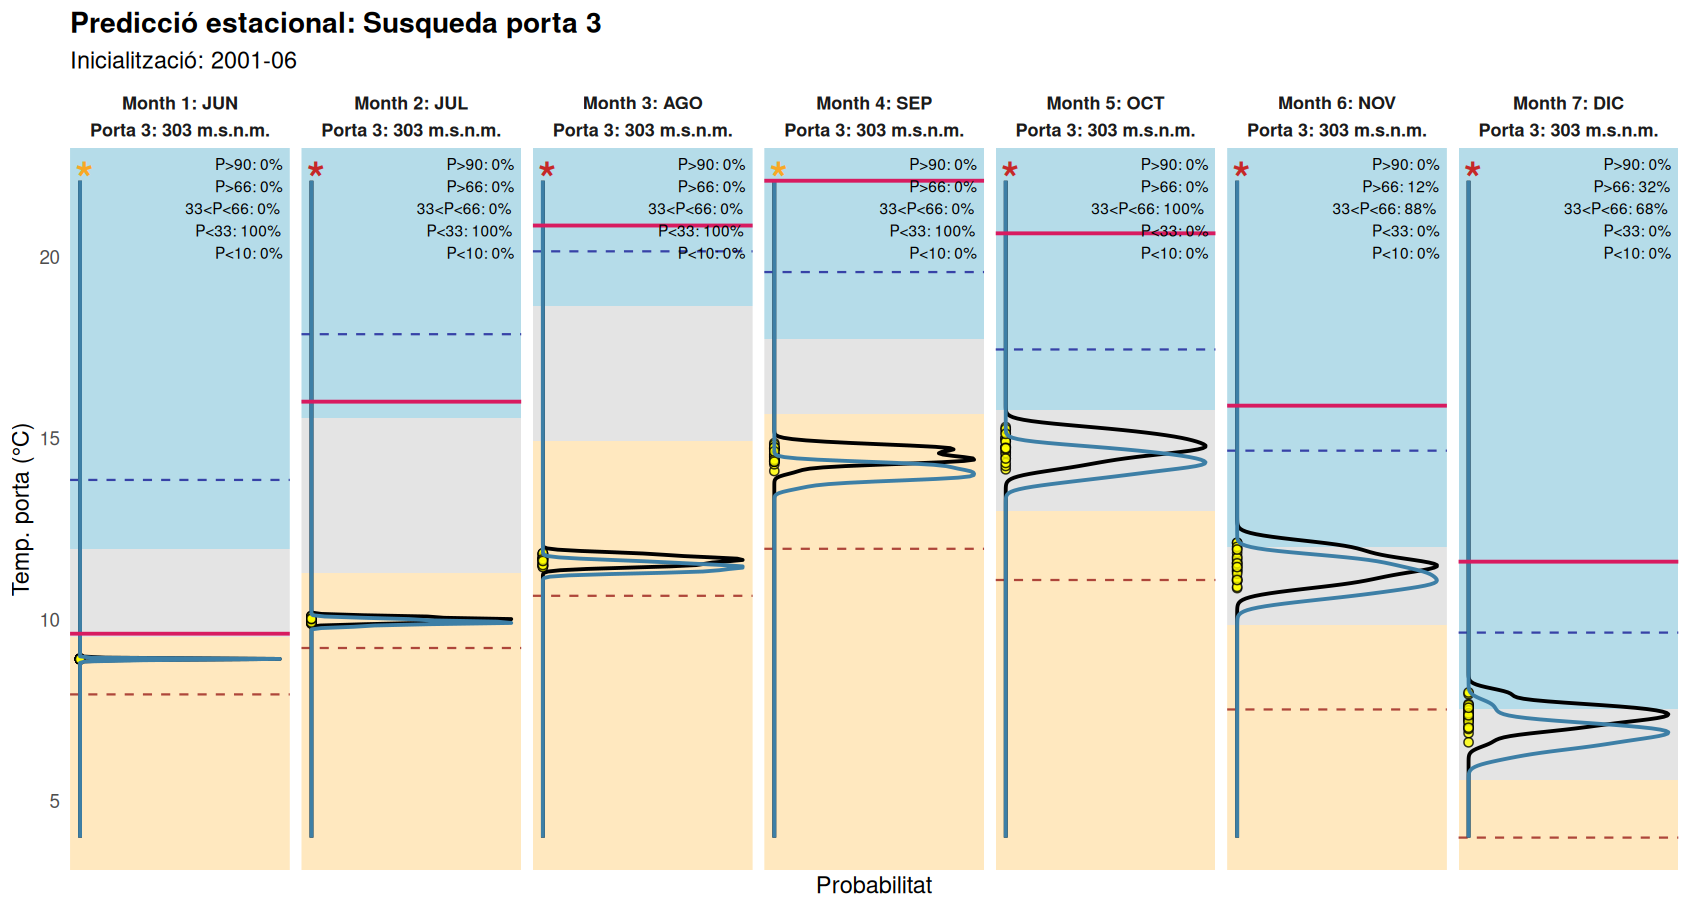 Predicció estacional: Susqueda porta 3
Inicialització: 2001-06
Month 1: JUN
Porta 3: 303 m.s.n.m.
Month 2: JUL
Porta 3: 303 m.s.n.m.
Month 3: AGO
Porta 3: 303 m.s.n.m.
Month 4: SEP
Porta 3: 303 m.s.n.m.
Month 5: OCT
Porta 3: 303 m.s.n.m.
Month 6: NOV
Porta 3: 303 m.s.n.m.
Month 7: DIC
Porta 3: 303 m.s.n.m.
*
P>90: 0%
P>66: 0%
33<P<66: 0%
P<33: 100%
P<10: 0%
*
P>90: 0%
P>66: 0%
33<P<66: 0%
P<33: 100%
P<10: 0%
*
P>90: 0%
P>66: 0%
33<P<66: 0%
P<33: 100%
P<10: 0%
*
P>90: 0%
P>66: 0%
33<P<66: 0%
P<33: 100%
P<10: 0%
*
P>90: 0%
P>66: 0%
33<P<66: 100%
P<33: 0%
P<10: 0%
*
P>90: 0%
P>66: 12%
33<P<66: 88%
P<33: 0%
P<10: 0%
*
P>90: 0%
P>66: 32%
33<P<66: 68%
P<33: 0%
P<10: 0%
20
15
10
5
Temp. porta (°C)
Probabilitat